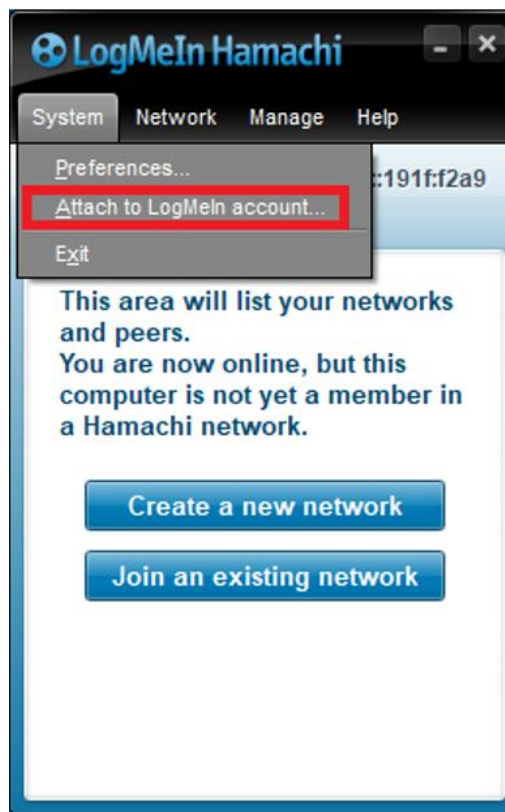 LogMeIn Hamachi
System Network Manage Help
Preferences...
::191f:f2a9
Attach to LogMeIn account...
Exit
This area will list your networks
and peers.
You are now online, but this
computer is not yet a member in
a Hamachi network.
Create a new network
Join an existing network